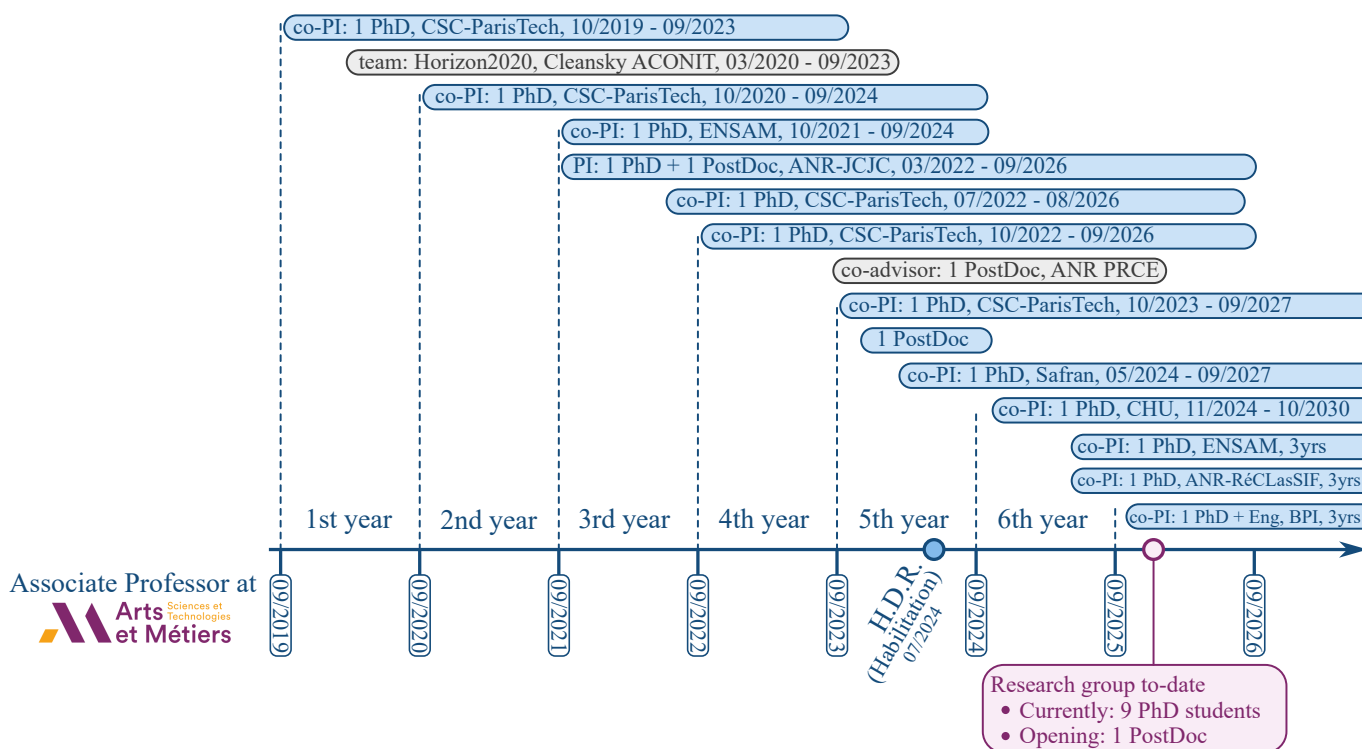 co-PI: 1 PhD, CSC-ParisTech, 10/2019 - 09/2023
team: Horizon2020, Cleansky ACONIT, 03/2020 - 09/2023
co-PI: 1 PhD, CSC-ParisTech, 10/2020 - 09/2024
co-PI: 1 PhD, ENSAM, 10/2021 - 09/2024
PI: 1 PhD + 1 PostDoc, ANR-JCJC, 03/2022 - 09/2026
co-PI: 1 PhD, CSC-ParisTech, 07/2022 - 08/2026
co-PI: 1 PhD, CSC-ParisTech, 10/2022 - 09/2026
co-advisor: 1 PostDoc, ANR PRCE
co-PI: 1 PhD, CSC-ParisTech, 10/2023 - 09/2027
1 PostDoc
co-PI: 1 PhD, Safran, 05/2024 - 09/2027
co-PI: 1 PhD, CHU, 11/2024 - 10/2030
co-PI: 1 PhD, ENSAM, 3yrs
co-PI: 1 PhD, ANR-RéCLasSIF, 3yrs
co-PI: 1 PhD + Eng, BPI, 3yrs
1st year
2nd year
3rd year
4th year
5th year
6th year
Associate Professor at
Arts
et Métiers
Sciences et
Technologies
09/2019
09/2020
09/2021
09/2022
09/2023
H.D.R.
(Habilitation)
07/2024
09/2024
09/2025
09/2026
Research group to-date
• Currently: 9 PhD students
• Opening: 1 PostDoc